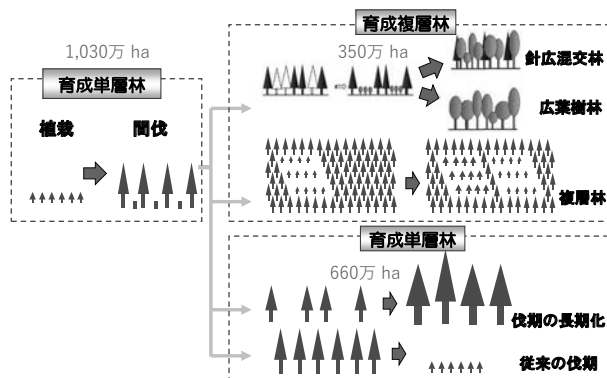 1,030万 ha
育成単層林
植栽
間伐
育成複層林
350万 ha
針広混交林
広葉樹林
複層林
育成単層林
660万 ha
伐期の長期化
従来の伐期